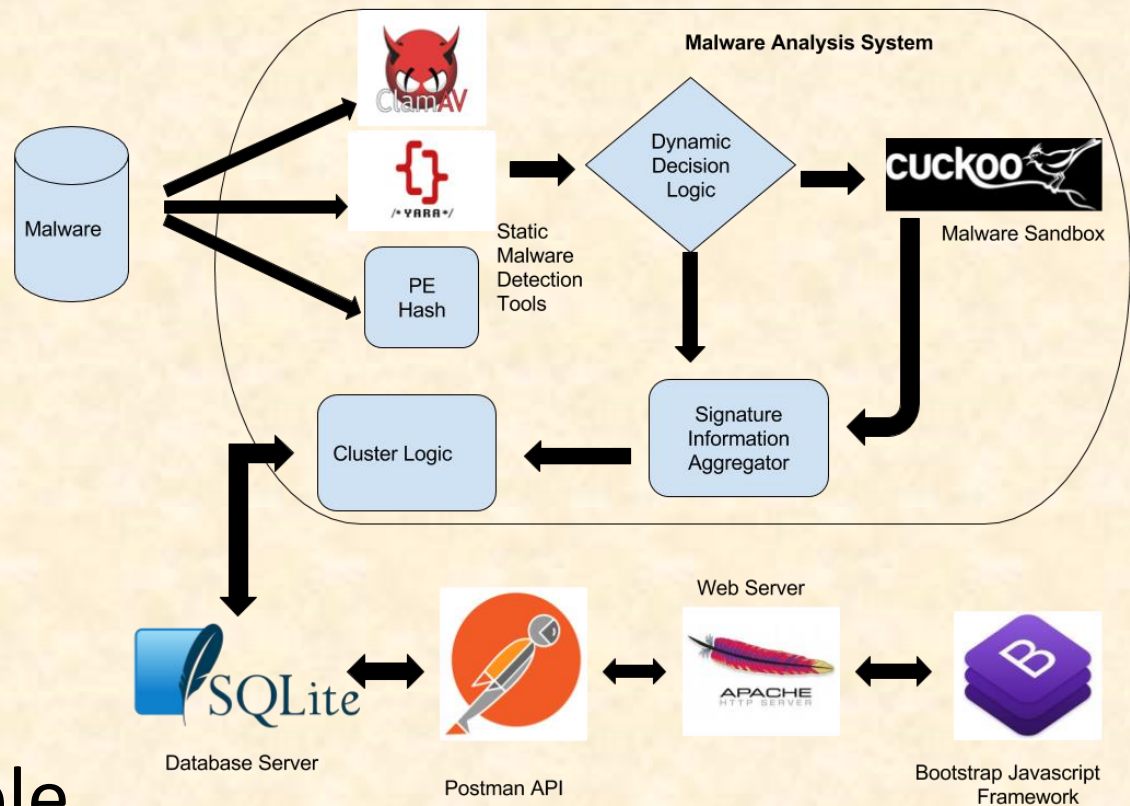 Malware Analysis System
ClamAV
Malware
/* YARA */
Static
Malware
Detection
Tools
PE
Hash
Dynamic
Decision
Logic
cuckoo
Malware Sandbox
Cluster Logic
Signature
Information
Aggregator
SQLite
Database Server
Postman API
Web Server
APACHE
HTTP SERVER
B
Bootstrap Javascript
Framework